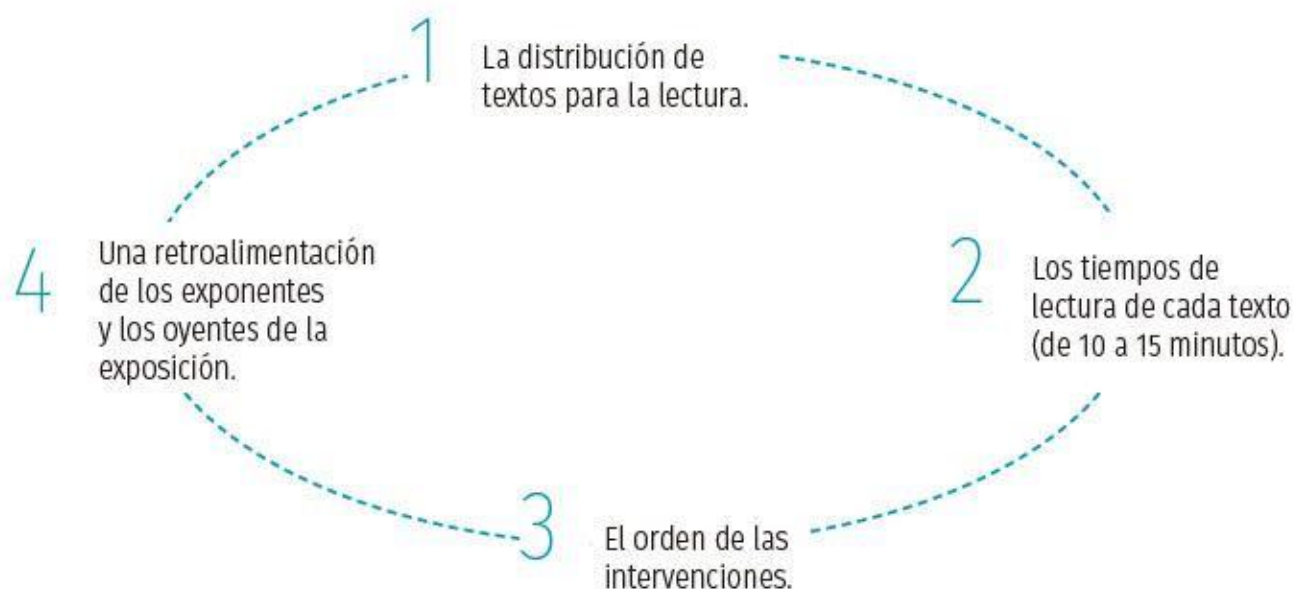 1
La distribución de
textos para la lectura.
2
Los tiempos de
lectura de cada texto
(de 10 a 15 minutos).
3
El orden de las
intervenciones.
4
Una retroalimentación
de los exponentes
y los oyentes de la
exposición.